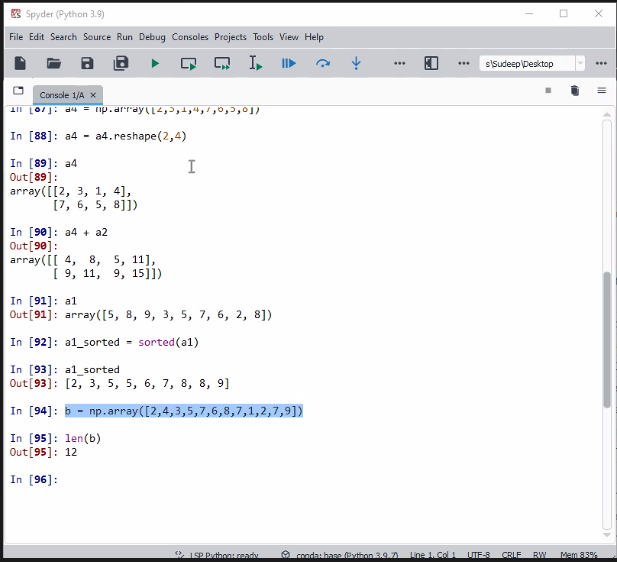 Spyder (Python 3.9)
File Edit Search Source Run Debug Consoles Projects Tools View Help
s\Sudeep\Desktop
Console 1/A
In [87]: a4 = np.array([2,3,1,4,7,6,5,8])
In [88]: a4 = a4.reshape(2,4)
In [89]: a4
Out[89]:
array([[2, 3, 1, 4],
[7, 6, 5, 8]])
In [90]: a4 + a2
Out[90]:
array([[ 4, 8, 5, 11],
[ 9, 11, 9, 15]])
In [91]: a1
Out[91]: array([5, 8, 9, 3, 5, 7, 6, 2, 8])
In [92]: a1_sorted = sorted(a1)
In [93]: a1_sorted
Out[93]: [2, 3, 5, 5, 6, 7, 8, 8, 9]
In [94]: b = np.array([2,4,3,5,7,6,8,7,1,2,7,9])
In [95]: len(b)
Out[95]: 12
In [96]:
LSP Python: ready conda: base (Python 3.9.7) Line 1, Col 1 UTF-8 CRLF RW Mem 83%